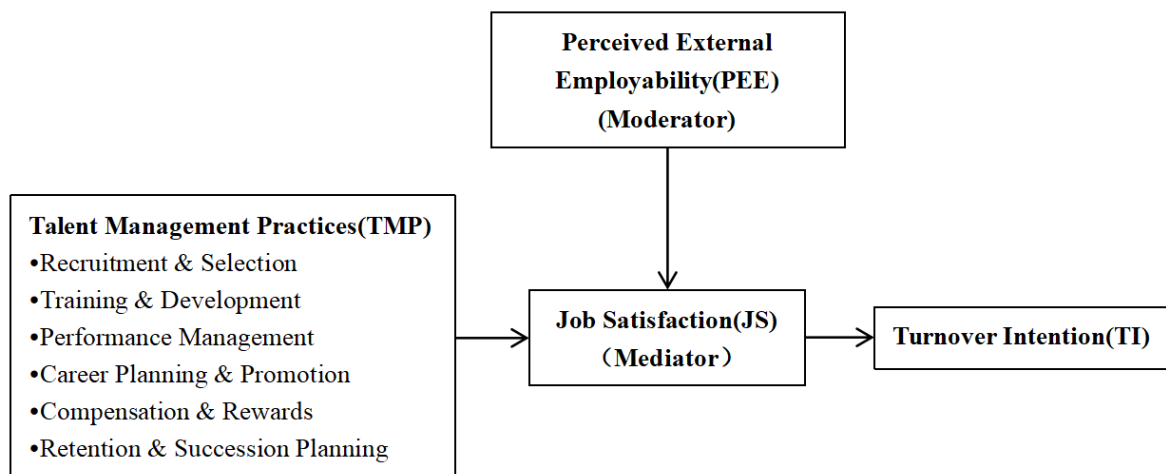 Perceived External
Employability(PEE)
(Moderator)
Talent Management Practices(TMP)
•Recruitment & Selection
•Training & Development
•Performance Management
•Career Planning & Promotion
•Compensation & Rewards
•Retention & Succession Planning
Job Satisfaction(JS)
（Mediator）
Turnover Intention(TI)